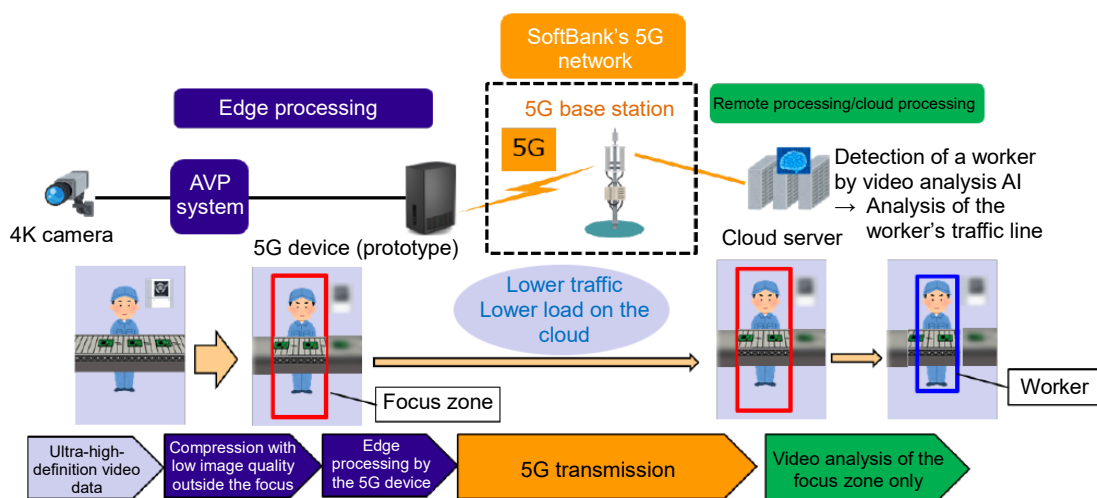 SoftBank's 5G
network
Edge processing
5G base station
Remote processing/cloud processing
5G
AVP
system
Detection of a worker
by video analysis AI
→ Analysis of the
worker's traffic line
4K camera
5G device (prototype)
Cloud server
Lower traffic
Lower load on the
cloud
Focus zone
Worker
Ultra-high-
definition video
data
Compression with
low image quality
outside the focus
Edge
processing by
the 5G device
5G transmission
Video analysis of the
focus zone only